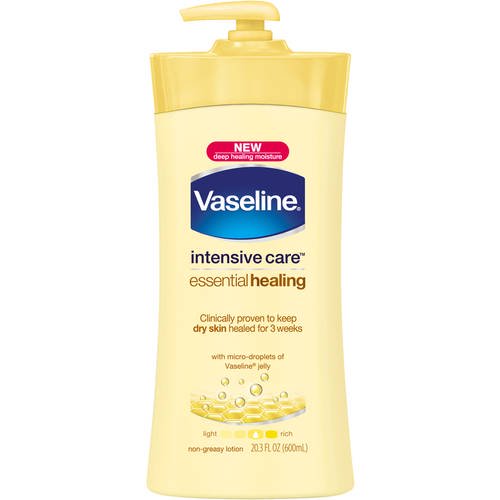 NEW
deep healing moisture
Vaseline®
intensive care™
essential healing
Clinically proven to keep
dry skin healed for 3 weeks
with micro-droplets of
Vaseline® jelly
light rich
non-greasy lotion 20.3 FL OZ (600mL)